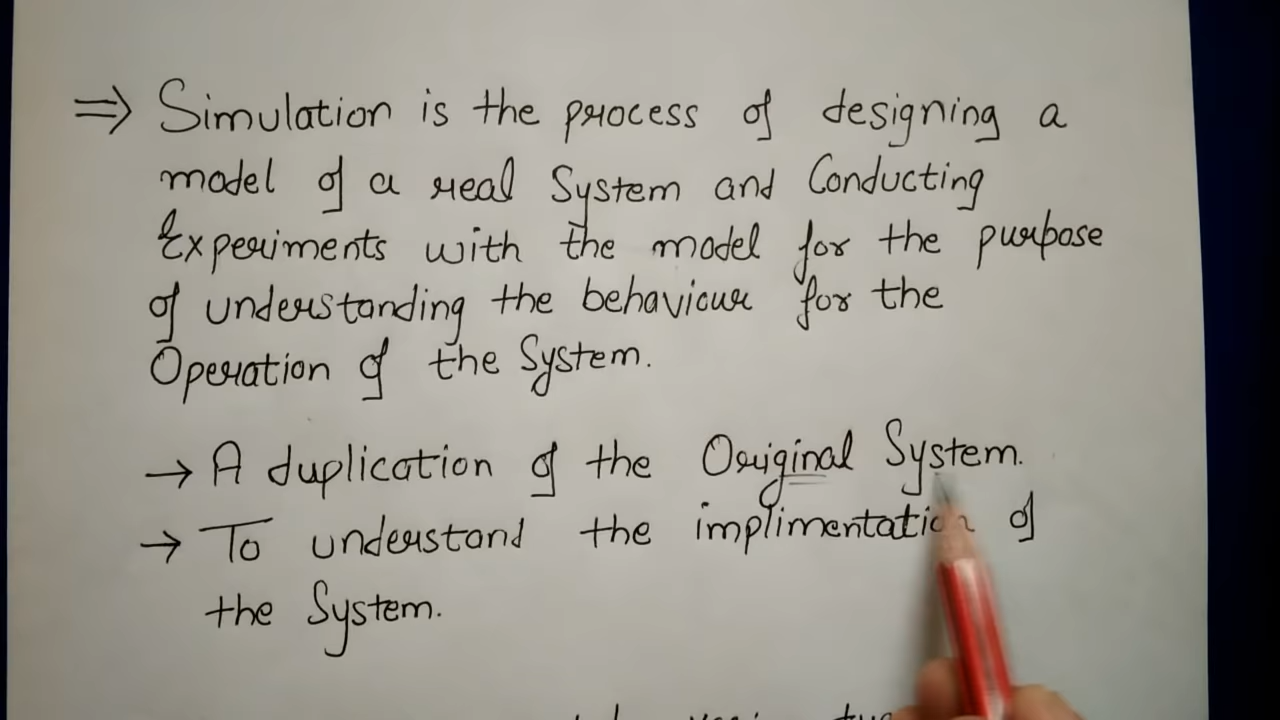 ⇒ Simulation is the process of designing a
model of a real System and Conducting
Experiments with the model for the purpose
of understanding the behaviour for the
Operation of the System.
→ A duplication of the Original System.
→ To understand the implimentation of
the System.